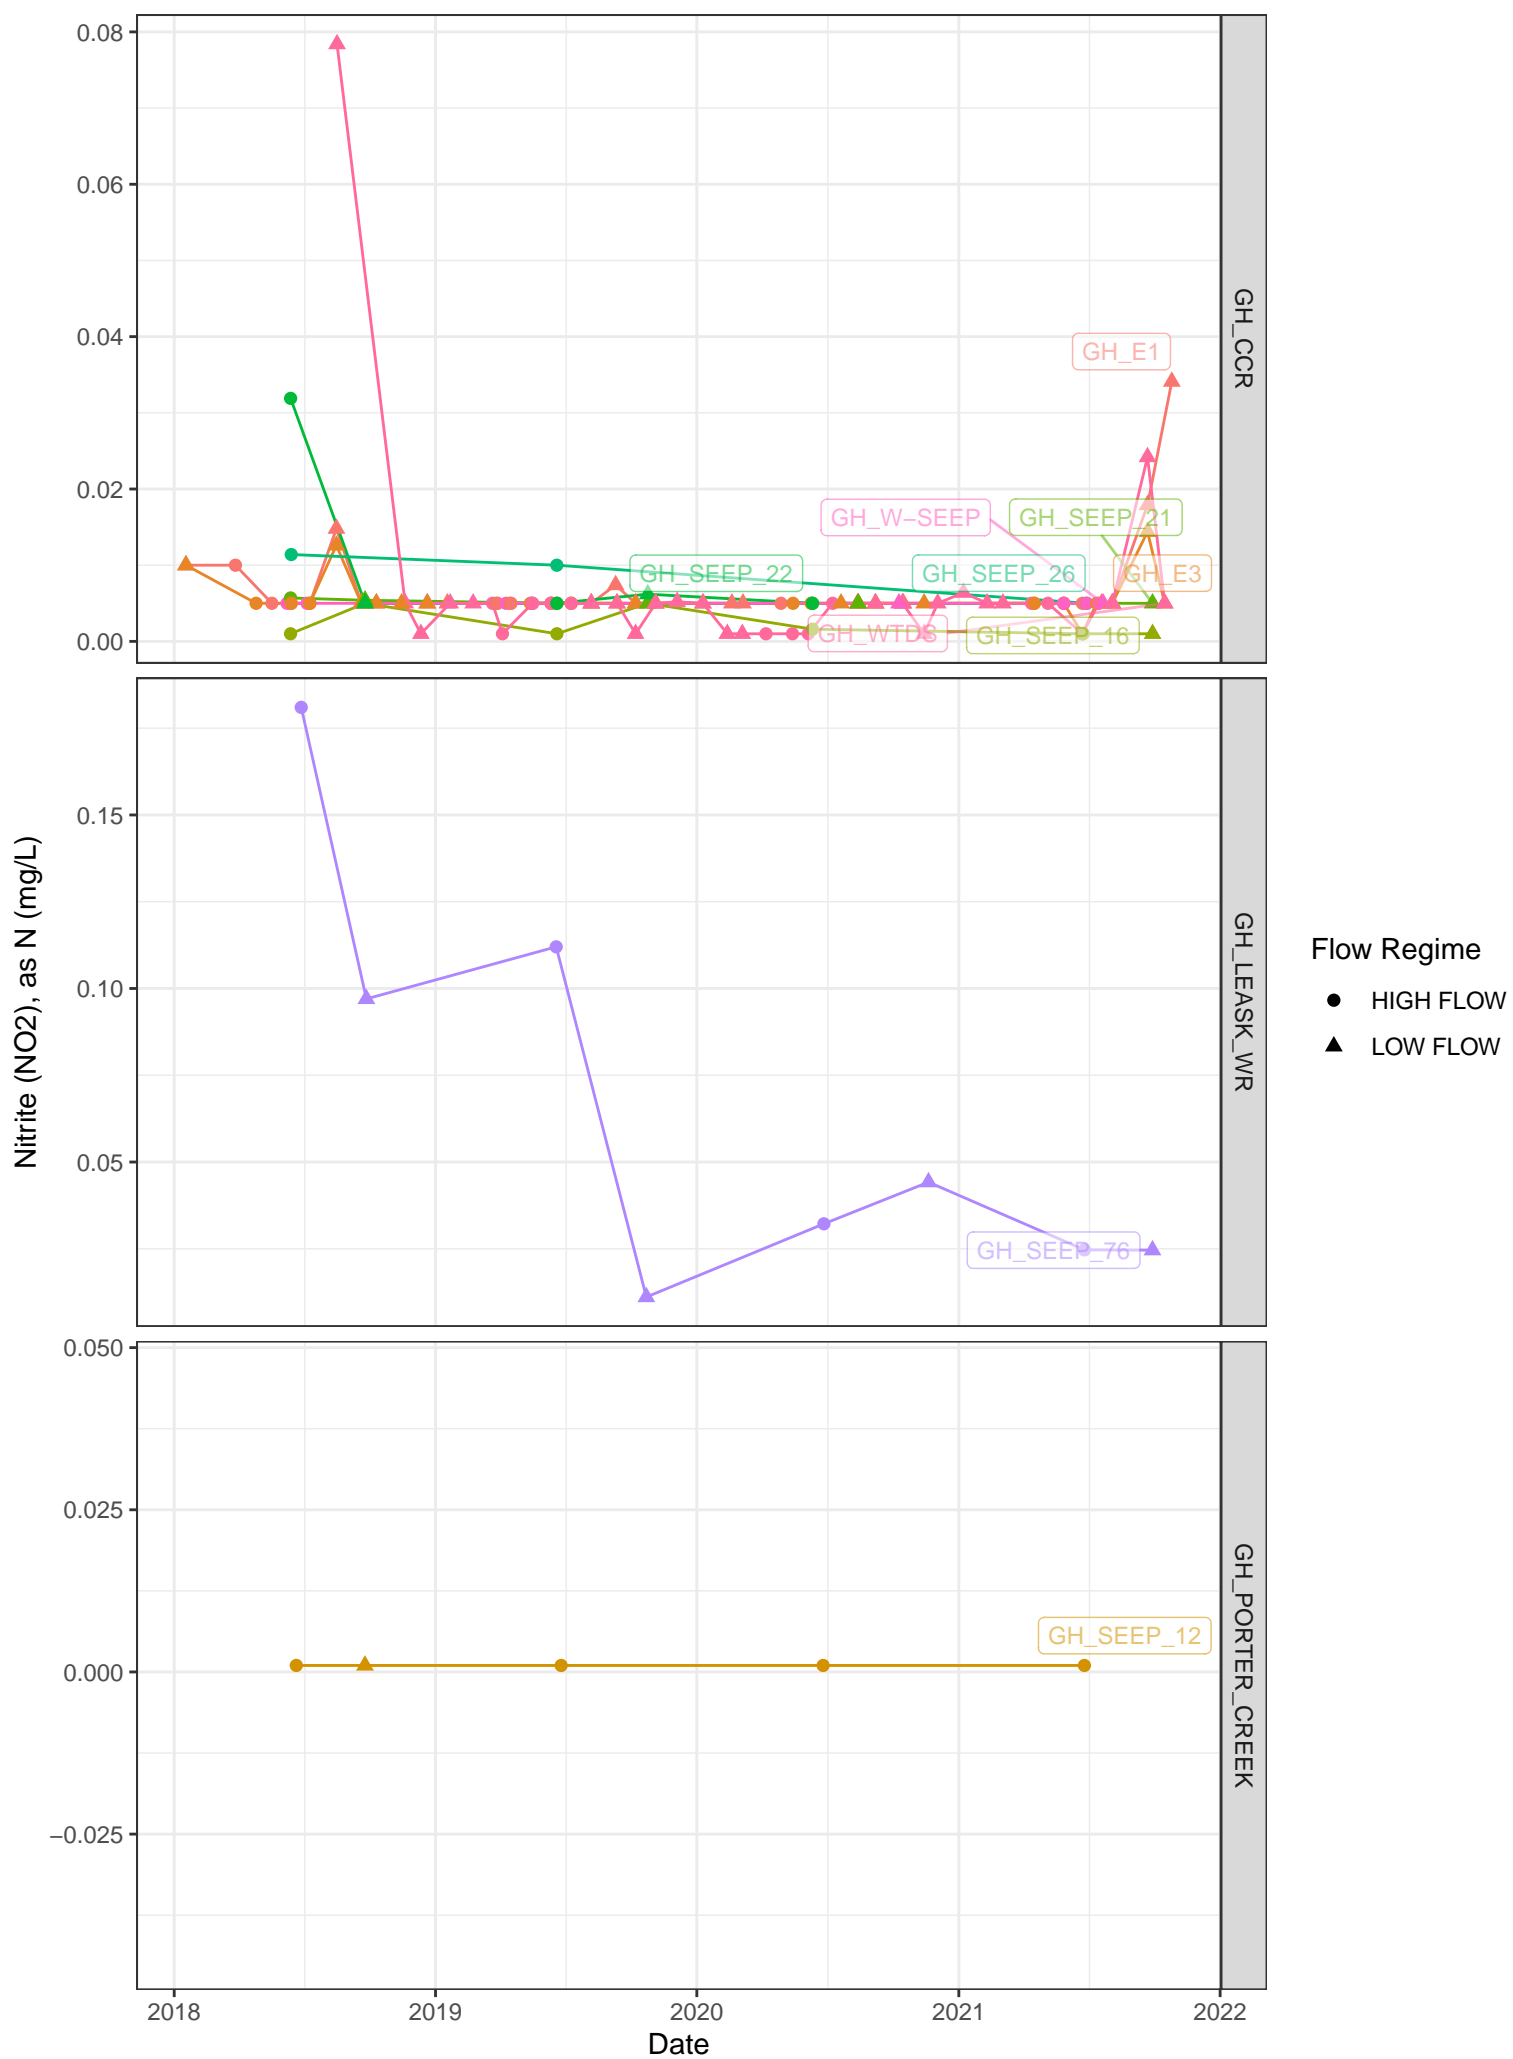 0.08
0.06
0.04
0.02
0.00
GH_E1
GH_W−SEEP
GH_SEEP_21
GH_SEEP_22
GH_SEEP_26
GH_E3
GH_WTDS
GH_SEEP_16
GH_CCR
Nitrite (NO2), as N (mg/L)
0.15
0.10
0.05
GH_SEEP_76
GH_LEASK_WR
Flow Regime
HIGH FLOW
LOW FLOW
0.050
0.025
0.000
−0.025
GH_SEEP_12
GH_PORTER_CREEK
2018 2019 2020 2021 2022
Date